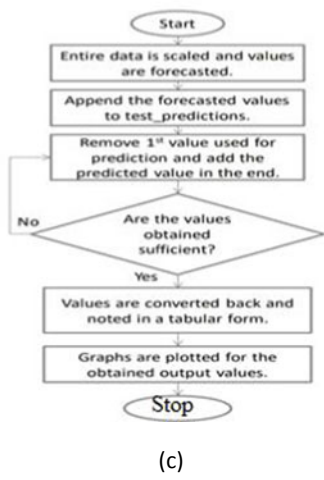 Start
Entire data is scaled and values
are forecasted.
Append the forecasted values
to test_predictions.
Remove 1st value used for
prediction and add the
predicted value in the end.
No
Are the values
obtained
sufficient?
Yes
Values are converted back and
noted in a tabular form.
Graphs are plotted for the
obtained output values.
Stop
(c)